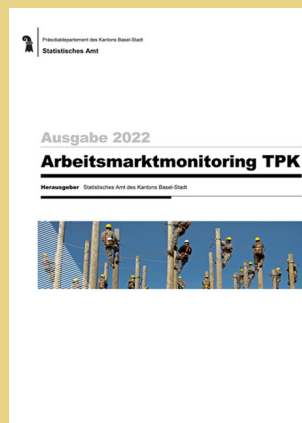 Präsidialdepartement des Kantons Basel-Stadt
Statistisches Amt
Ausgabe 2022
Arbeitsmarktmonitoring TPK
Herausgeber Statistisches Amt des Kantons Basel-Stadt